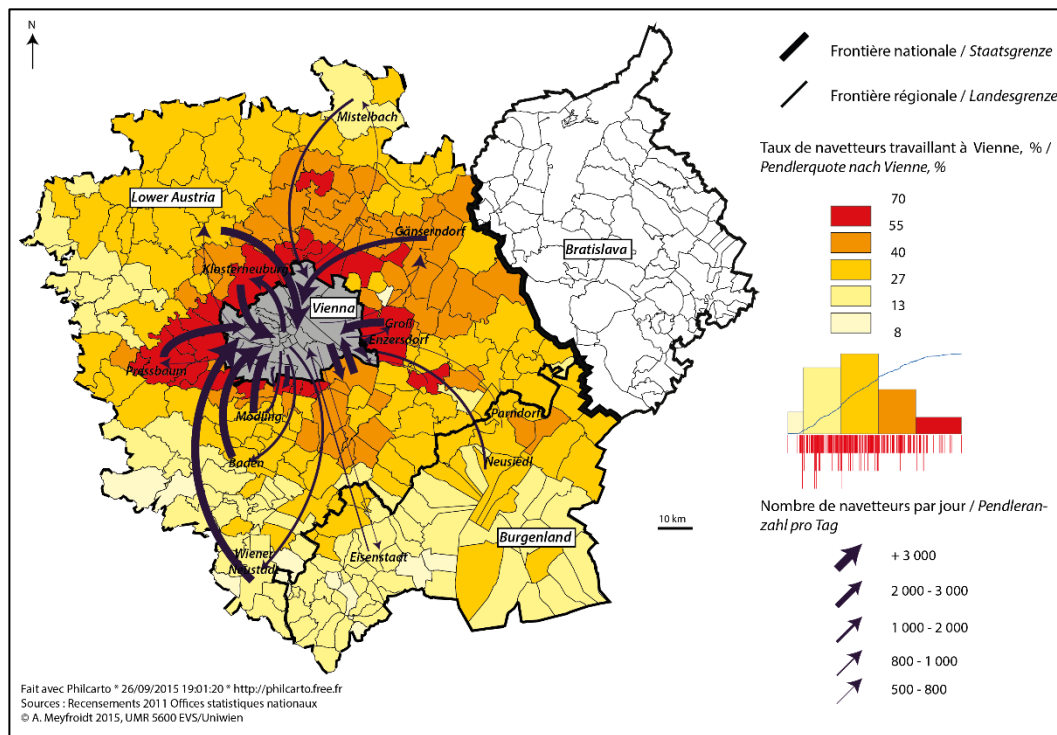 N
Mistelbach
Lower Austria
Gänserndorf
Bratislava
Klosterneuburg
Vienna
Groß
Enzersdorf
Pressbaum
Mödling
Parndorf
Baden
Neusiedl
Burgenland
Wiener
Neustadt
Eisenstadt
10 km
Fait avec Philcarto * 26/09/2015 19:01:20 * http://philcarto.free.fr
Sources : Recensements 2011 Offices statistiques nationaux
© A. Meyfroidt 2015, UMR 5600 EVS/Uniwien
Frontière nationale / Staatsgrenze
Frontière régionale / Landesgrenze
Taux de navetteurs travaillant à Vienne, % /
Pendlerquote nach Vienne, %
70
55
40
27
13
8
Nombre de navetteurs par jour / Pendleran-
zahl pro Tag
+ 3 000
2 000 - 3 000
1 000 - 2 000
800 - 1 000
500 - 800